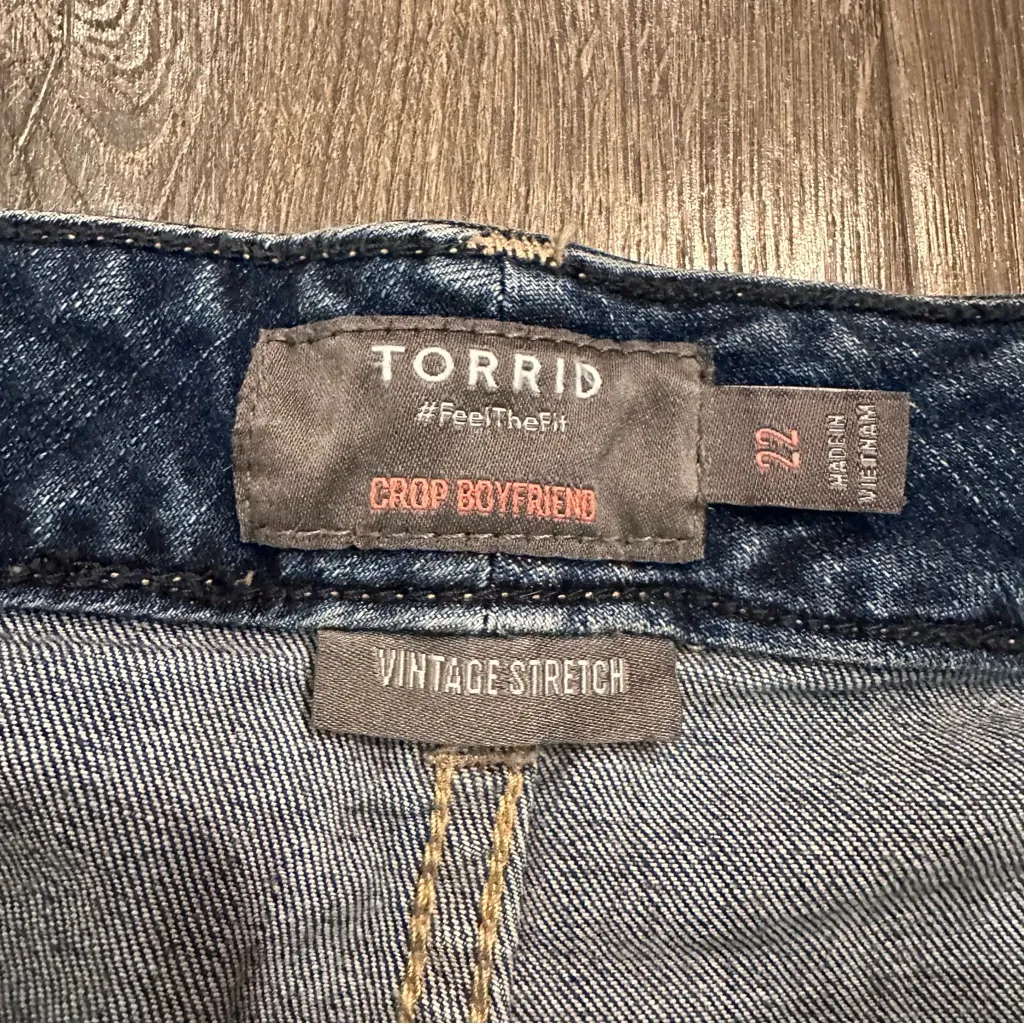 TORRID
#FeelTheFit
CROP BOYFRIEND
22
MADE IN
VIETNAM
VINTAGE STRETCH